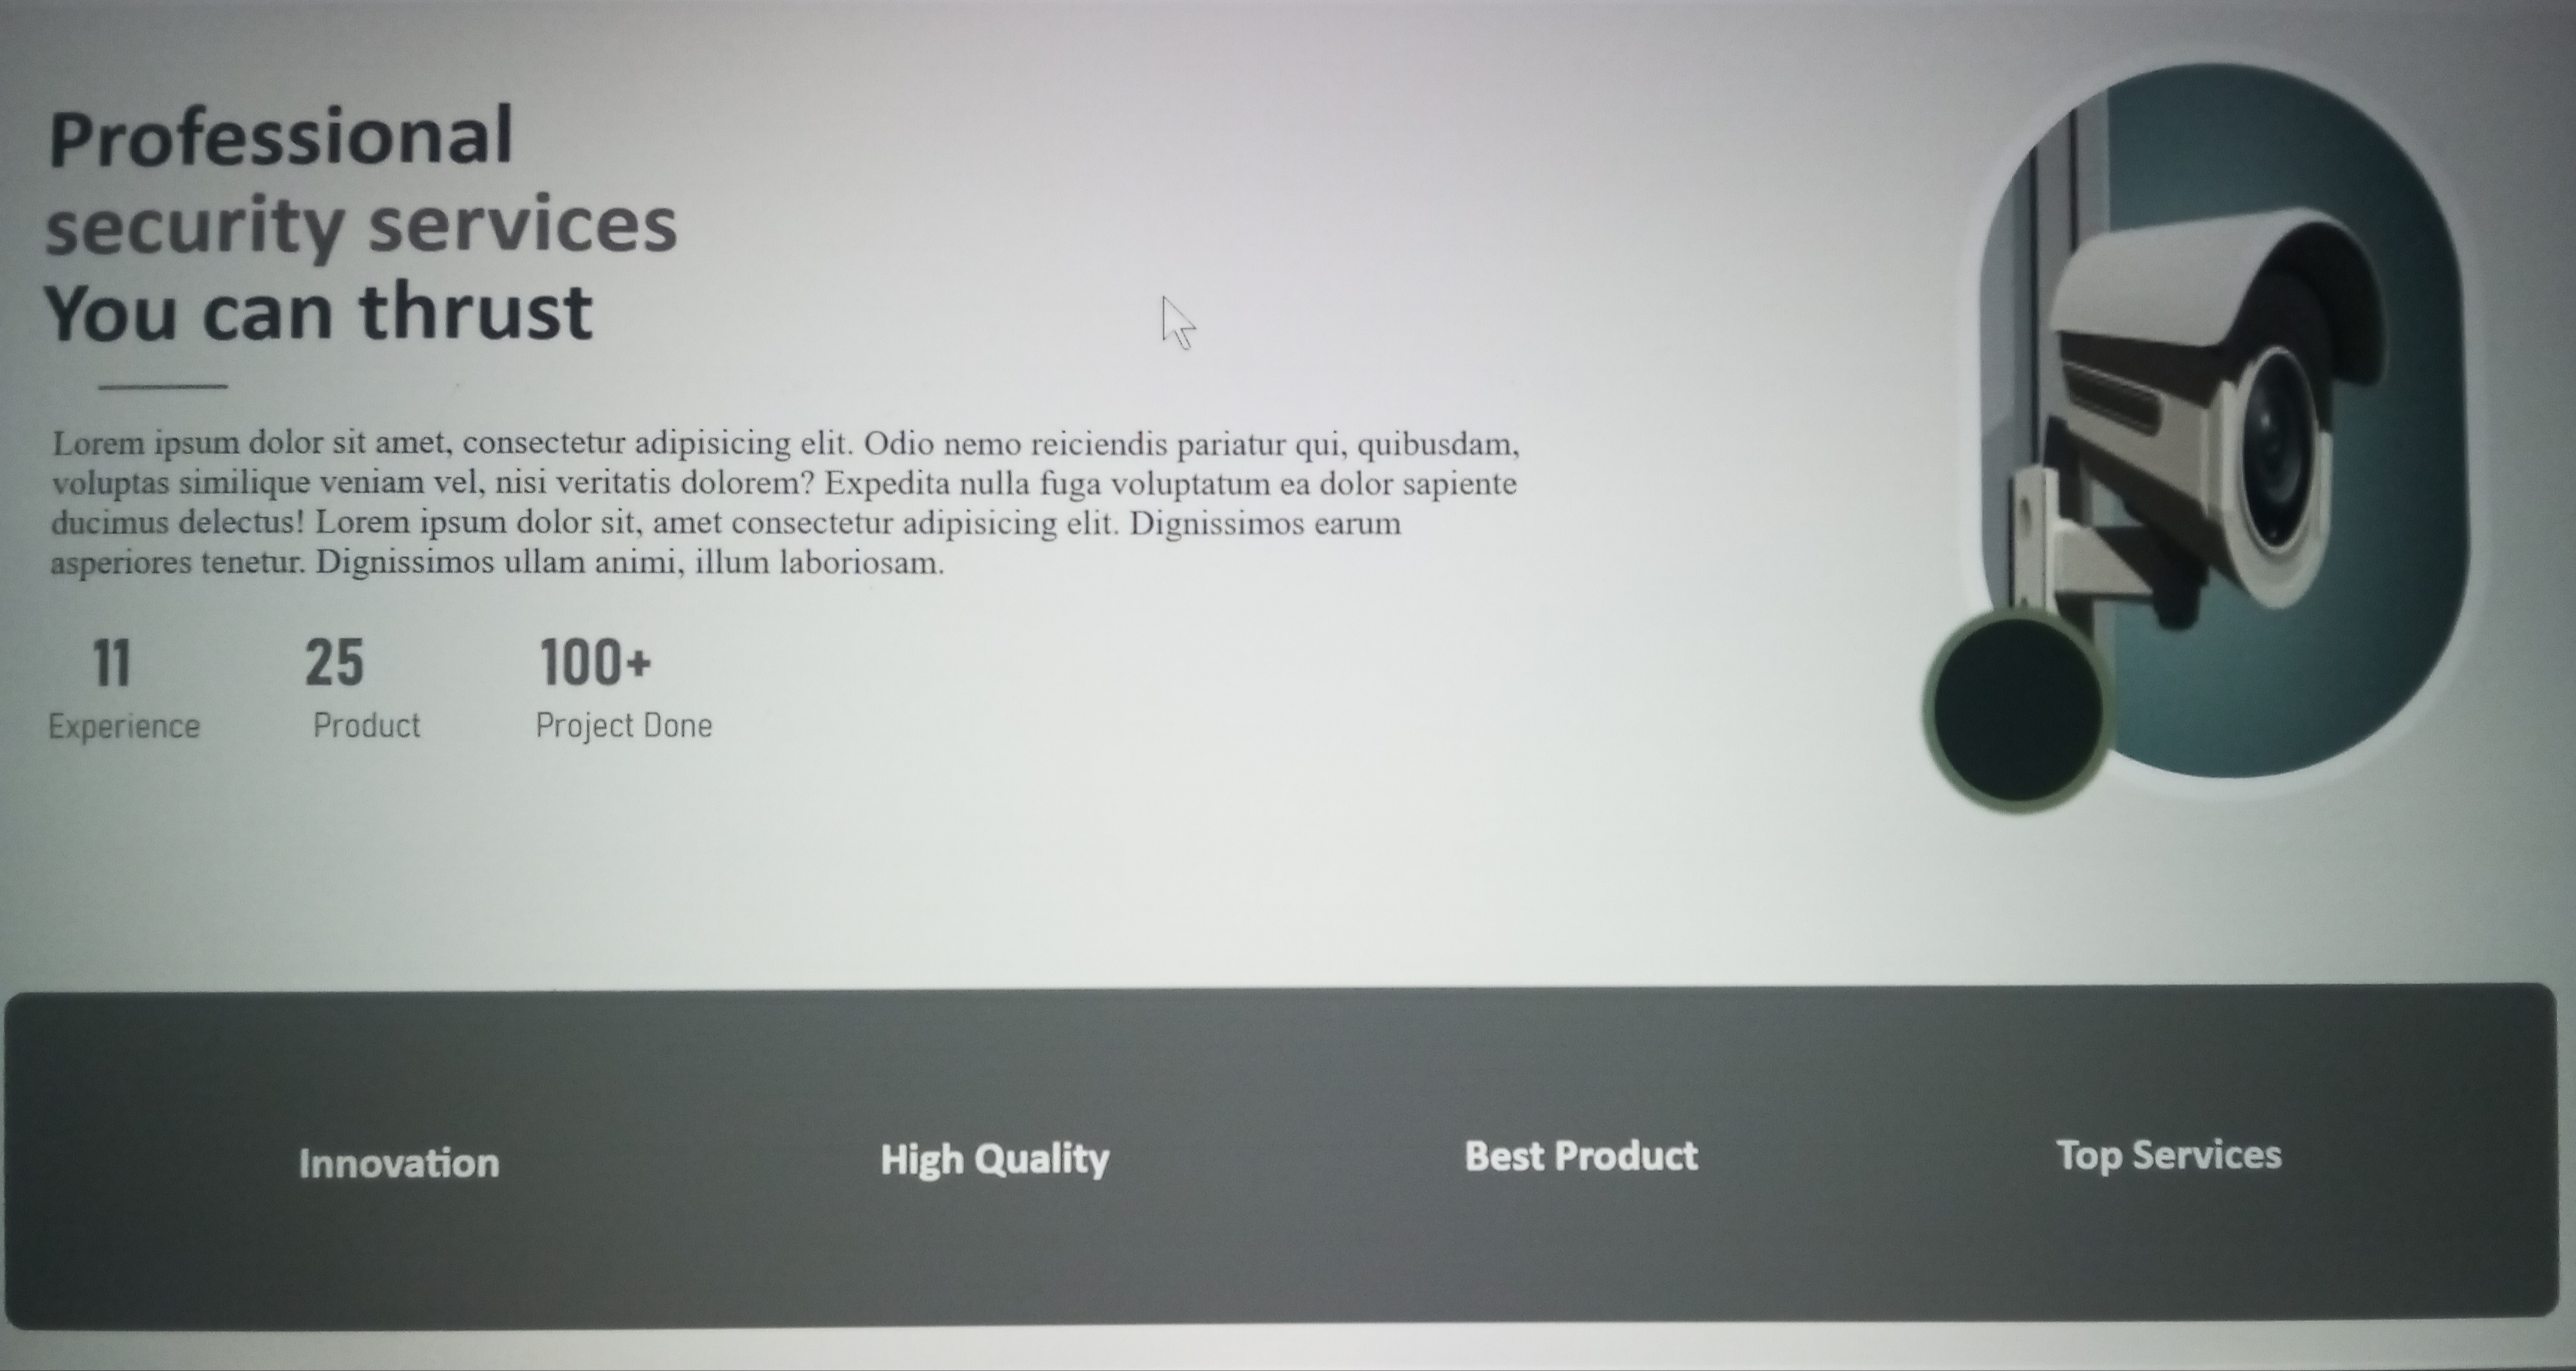 Professional
security services
You can thrust
Lorem ipsum dolor sit amet, consectetur adipisicing elit. Odio nemo reiciendis pariatur qui, quibusdam,
voluptas similique veniam vel, nisi veritatis dolorem? Expedita nulla fuga voluptatum ea dolor sapiente
ducimus delectus! Lorem ipsum dolor sit, amet consectetur adipisicing elit. Dignissimos earum
asperiores tenetur. Dignissimos ullam animi, illum laboriosam.
11 25 100+
Experience Product Project Done
Innovation High Quality Best Product Top Services